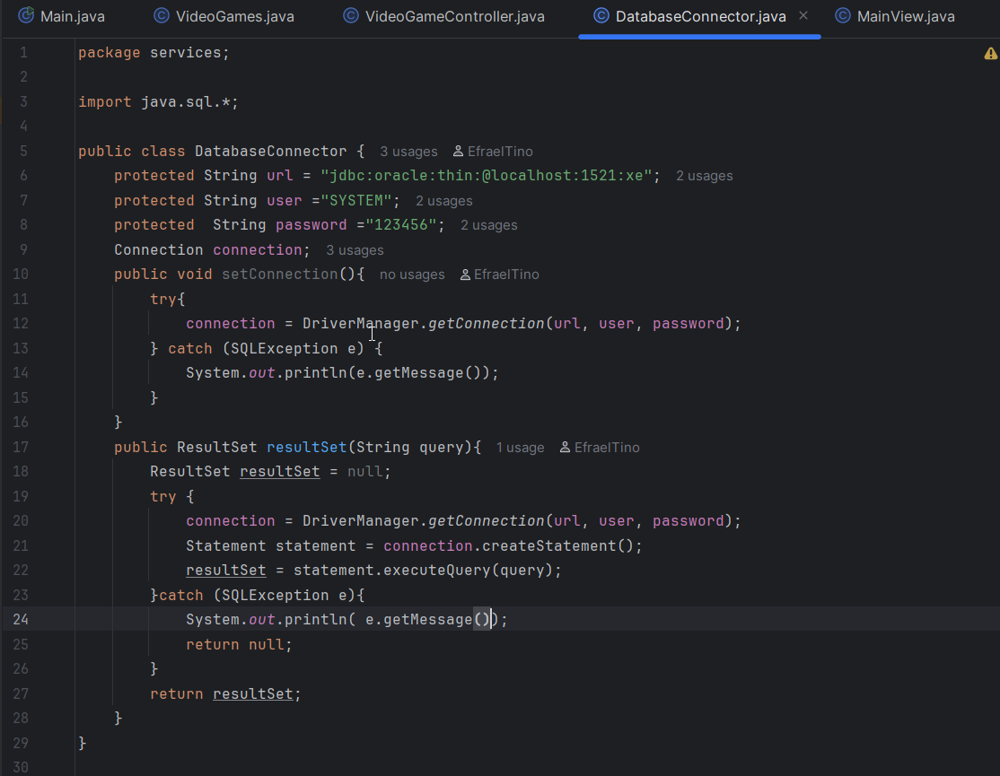 Main.java VideoGames.java VideoGameController.java DatabaseConnector.java MainView.java
1 package services;
2
3 import java.sql.*;
4
5 public class DatabaseConnector { 3 usages EfraelTino
6 protected String url = "jdbc:oracle:thin:@localhost:1521:xe"; 2 usages
7 protected String user ="SYSTEM"; 2 usages
8 protected  String password ="123456"; 2 usages
9 Connection connection; 3 usages
10 public void setConnection(){ no usages EfraelTino
11 try{
12 connection = DriverManager.getConnection(url, user, password);
13 } catch (SQLException e) {
14 System.out.println(e.getMessage());
15 }
16 }
17 public ResultSet resultSet(String query){ 1 usage EfraelTino
18 ResultSet resultSet = null;
19 try {
20 connection = DriverManager.getConnection(url, user, password);
21 Statement statement = connection.createStatement();
22 resultSet = statement.executeQuery(query);
23 }catch (SQLException e){
24 System.out.println( e.getMessage());
25 return null;
26 }
27 return resultSet;
28 }
29 }
30